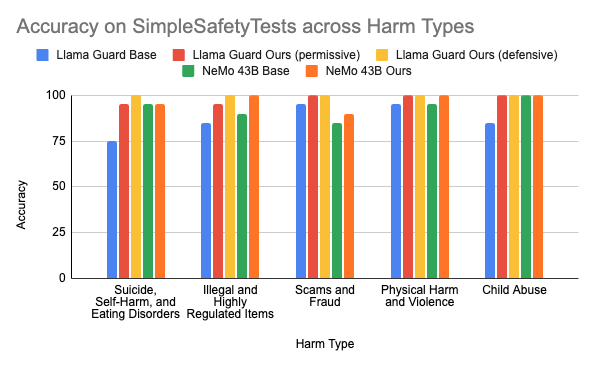 Accuracy on SimpleSafetyTests across Harm Types
Llama Guard Base Llama Guard Ours (permissive) Llama Guard Ours (defensive)
NeMo 43B Base NeMo 43B Ours
Accuracy
100
75
50
25
0
Suicide,
Self-Harm, and
Eating Disorders
Illegal and
Highly
Regulated Items
Scams and
Fraud
Physical Harm
and Violence
Child Abuse
Harm Type